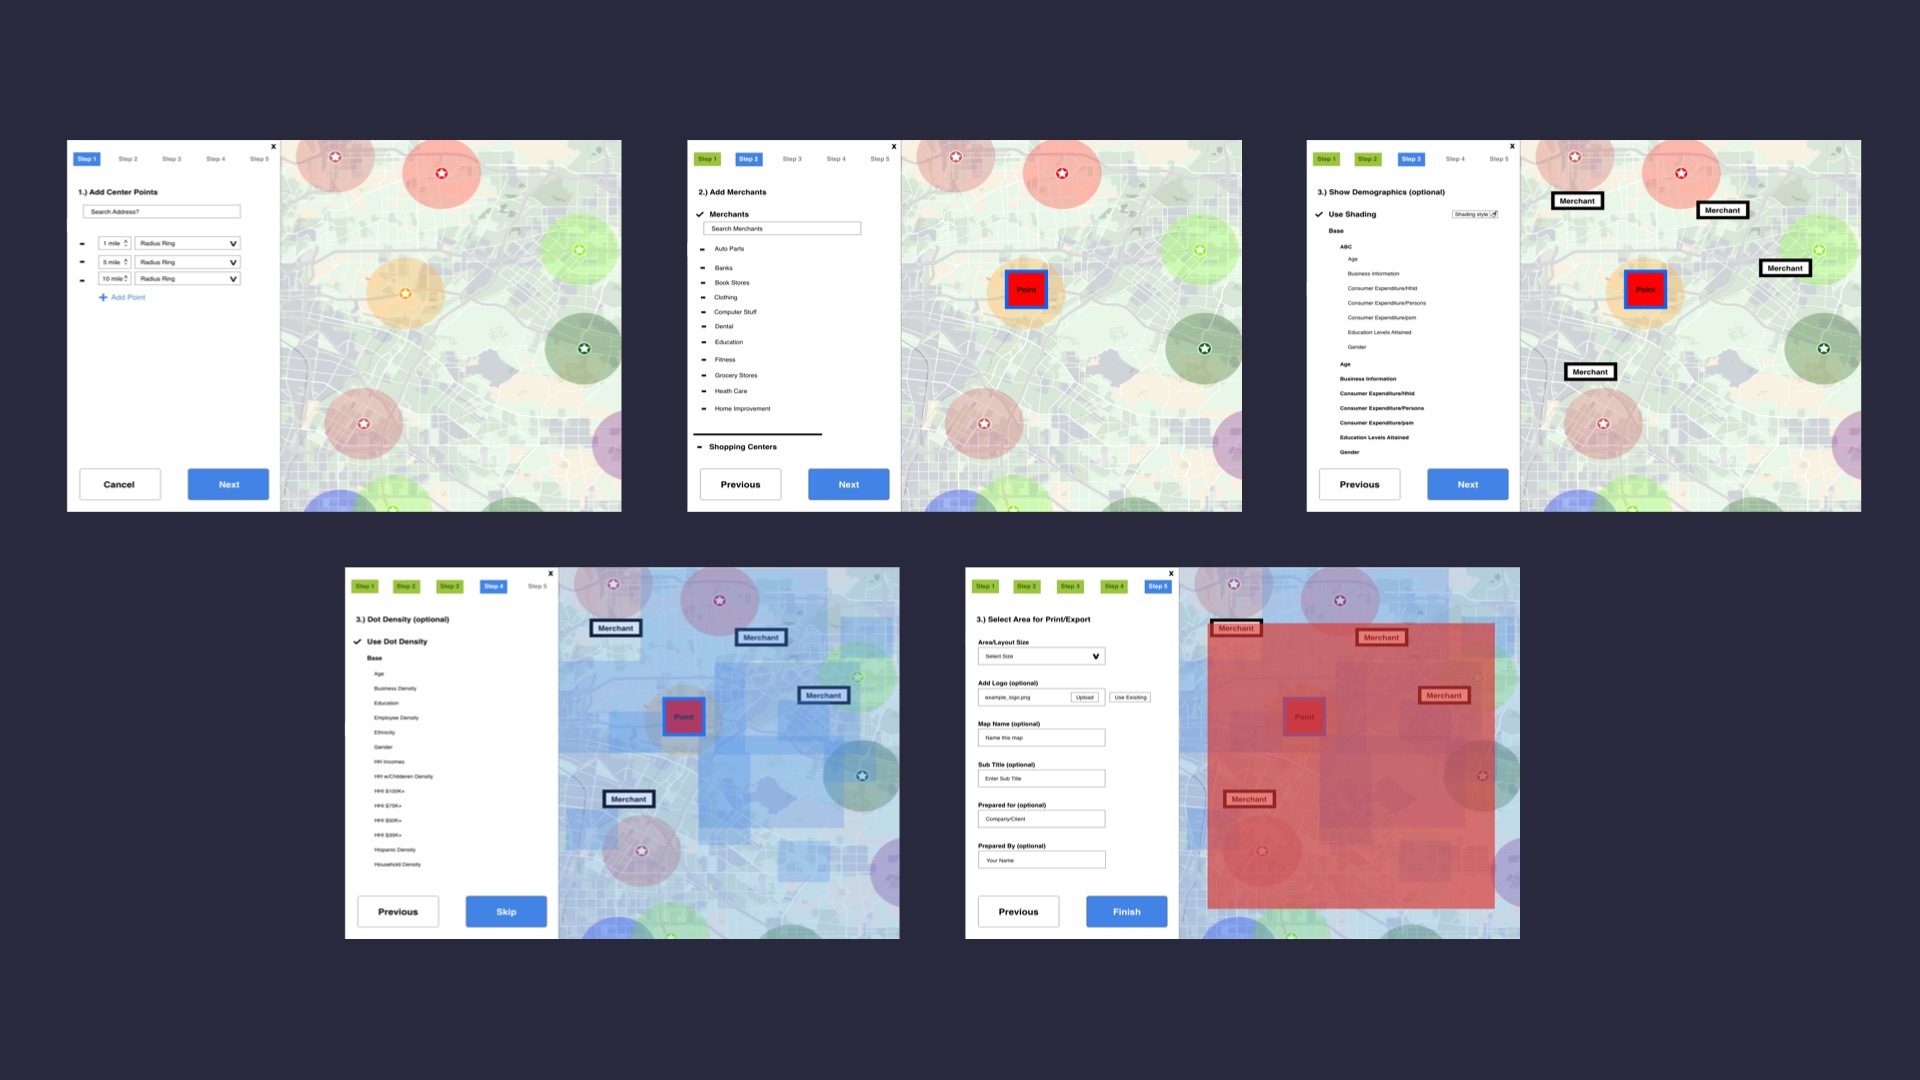 X
Step 1 Step 2 Step 3 Step 4 Step 5
1.) Add Center Points
Search Address?
1 mile Radius Ring
5 mile Radius Ring
10 mile Radius Ring
Add Point
Cancel Next
X
Step 1 Step 2 Step 3 Step 4 Step 5
2.) Add Merchants
Merchants
Search Merchants
Auto Parts
Banks
Book Stores
Clothing
Computer Stuff
Dental
Education
Fitness
Grocery Stores
Heath Care
Home Improvement
Shopping Centers
Previous Next
Point
X
Step 1 Step 2 Step 3 Step 4 Step 5
3.) Show Demographics (optional)
Use Shading Shading style
Base
ABC
Age
Business Information
Consumer Expenditure/Hhld
Consumer Expenditure/Persons
Consumer Expenditure/psm
Education Levels Attained
Gender
Age
Business Information
Consumer Expenditure/Hhld
Consumer Expenditure/Persons
Consumer Expenditure/psm
Education Levels Attained
Gender
Previous Next
Merchant
Merchant
Merchant
Point
Merchant
X
Step 1 Step 2 Step 3 Step 4 Step 5
3.) Dot Density (optional)
Use Dot Density
Base
Age
Business Density
Education
Employee Density
Ethnicity
Gender
HH Incomes
HH w/Childeren Density
HHI $100K+
HHI $75K+
HHI $50K+
HHI $35K+
Hispanic Density
Household Density
Previous Skip
Merchant
Merchant
Merchant
Point
Merchant
X
Step 1 Step 2 Step 3 Step 4 Step 5
3.) Select Area for Print/Export
Area/Layout Size
Select Size
Add Logo (optional)
example_logo.png Upload Use Exisiting
Map Name (optional)
Name this map
Sub Title (optional)
Enter Sub Title
Prepared for (optional)
Company/Client
Prepared By (optional)
Your Name
Previous Finish
Merchant
Merchant
Merchant
Point
Merchant